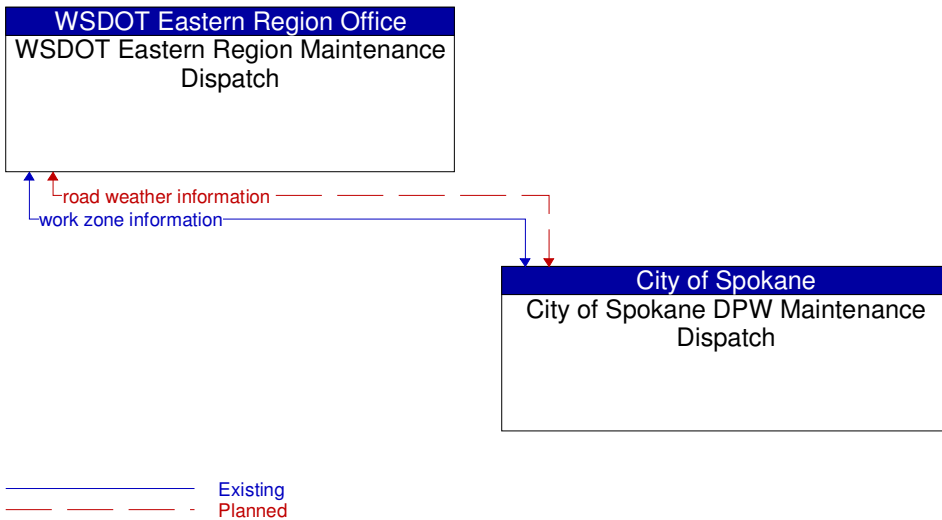 WSDOT Eastern Region Office
WSDOT Eastern Region Maintenance
Dispatch
road weather information
work zone information
City of Spokane
City of Spokane DPW Maintenance
Dispatch
Existing
Planned